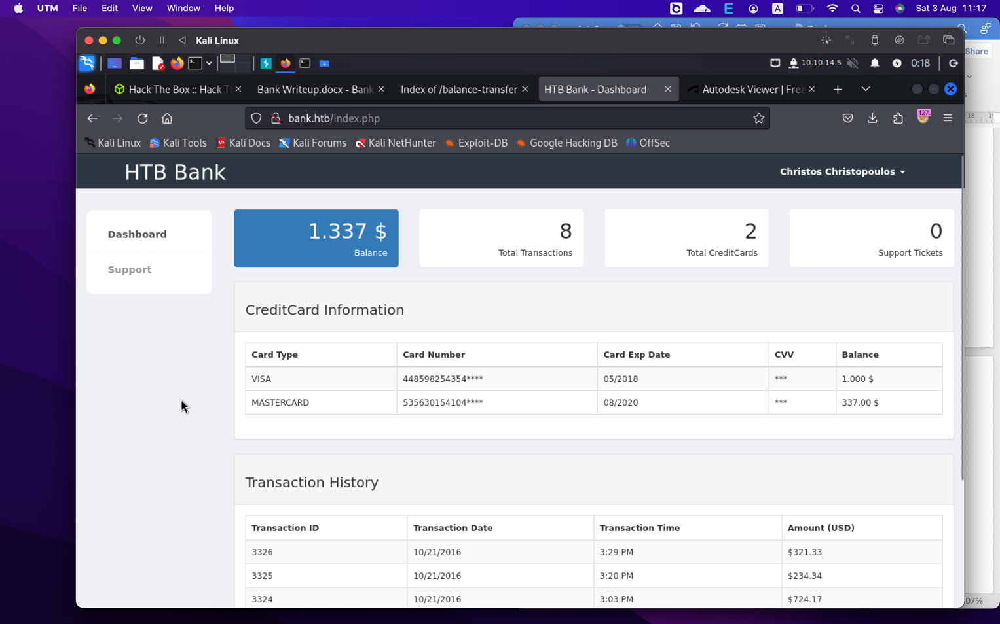 UTM File Edit View Window Help Sat 3 Aug 11:17
Kali Linux
Share
10.10.14.5 0:18
Hack The Box :: Hack T Bank Writeup.docx - Bank Index of /balance-transfer HTB Bank - Dashboard Autodesk Viewer | Free
bank.htb/index.php 127.
18
Kali Linux Kali Tools Kali Docs Kali Forums Kali NetHunter Exploit-DB Google Hacking DB OffSec
HTB Bank Christos Christopoulos
Dashboard
Support
1.337 $
Balance
8
Total Transactions
2
Total CreditCards
0
Support Tickets
CreditCard Information
Card Type Card Number Card Exp Date CVV Balance
VISA 448598254354**** 05/2018 *** 1.000 $
MASTERCARD 535630154104**** 08/2020 *** 337.00 $
Transaction History
Transaction ID Transaction Date Transaction Time Amount (USD)
3326 10/21/2016 3:29 PM $321.33
3325 10/21/2016 3:20 PM $234.34
3324 10/21/2016 3:03 PM $724.17
07%